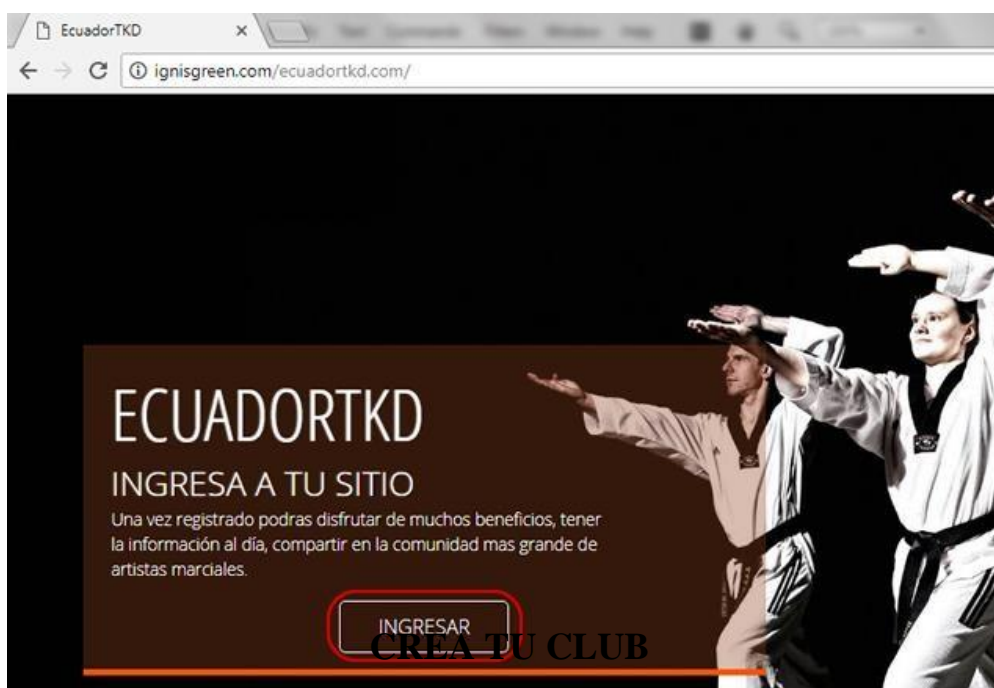 EcuadorTKD
ignisgreen.com/ecuadortkd.com/
ECUADORTKD
INGRESA A TU SITIO
Una vez registrado podras disfrutar de muchos beneficios, tener
la información al día, compartir en la comunidad mas grande de
artistas marciales.
INGRESAR
CREA TU CLUB